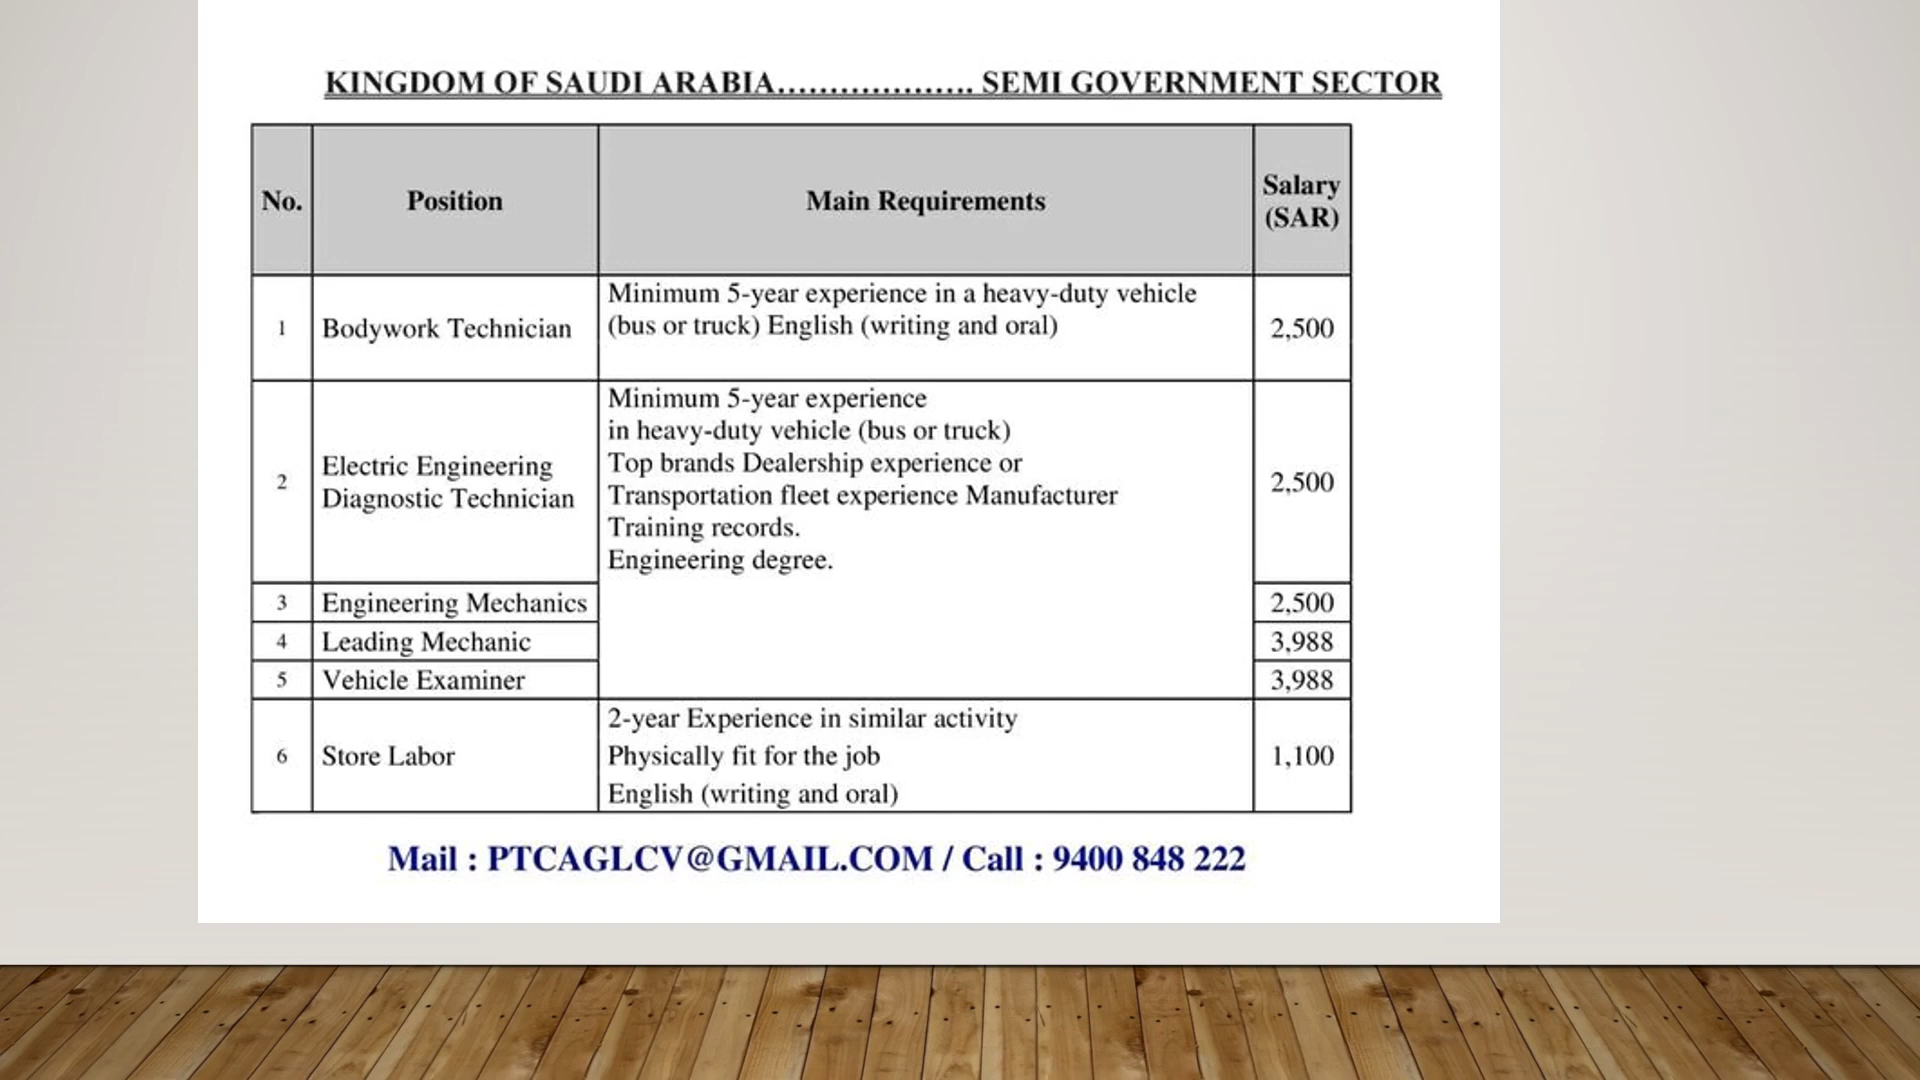 KINGDOM OF SAUDI ARABIA................... SEMI GOVERNMENT SECTOR
No.
Position
Main Requirements
Salary
(SAR)
1
Bodywork Technician
Minimum 5-year experience in a heavy-duty vehicle
(bus or truck) English (writing and oral)
2,500
2
Electric Engineering
Diagnostic Technician
Minimum 5-year experience
in heavy-duty vehicle (bus or truck)
Top brands Dealership experience or
Transportation fleet experience Manufacturer
Training records.
Engineering degree.
2,500
3
Engineering Mechanics
2,500
4
Leading Mechanic
3,988
5
Vehicle Examiner
3,988
6
Store Labor
2-year Experience in similar activity
Physically fit for the job
English (writing and oral)
1,100
Mail : PTCAGLCV@GMAIL.COM / Call : 9400 848 222